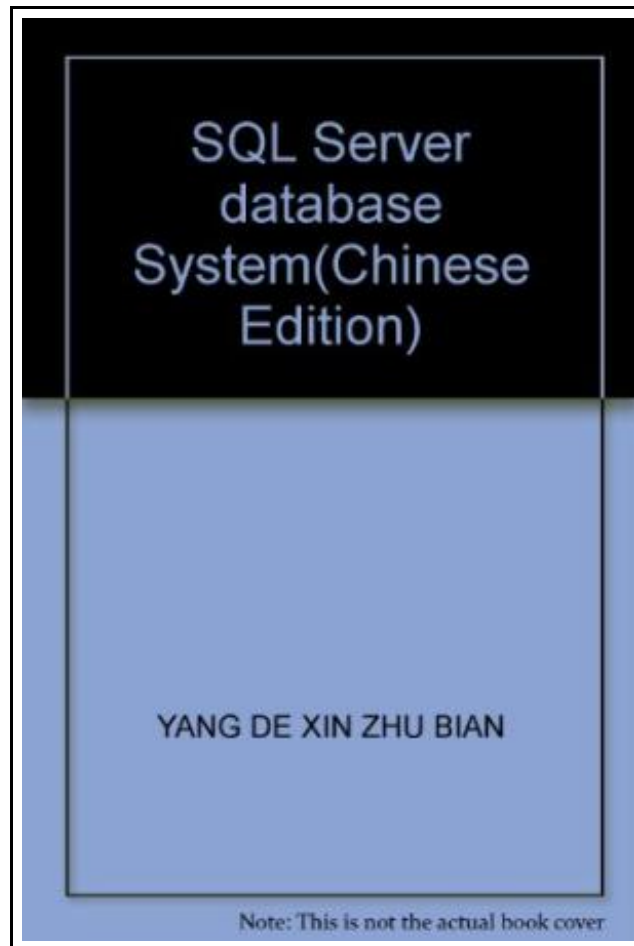 SQL Server
database
System(Chinese
Edition)
YANG DE XIN ZHU BIAN
Note: This is not the actual book cover